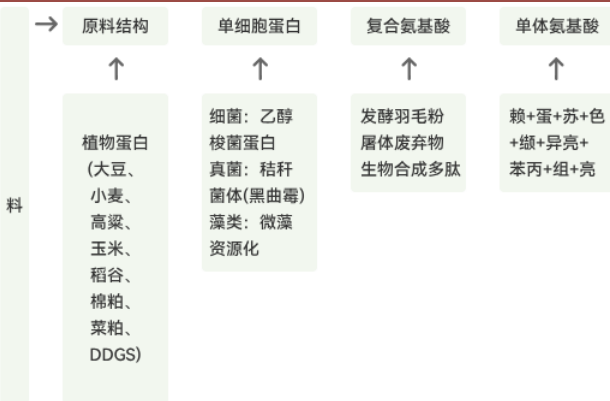 原料结构
单细胞蛋白
复合氨基酸
单体氨基酸
料
植物蛋白
(大豆、
小麦、
高粱、
玉米、
稻谷、
棉粕、
菜粕、
DDGS)
细菌：乙醇
梭菌蛋白
真菌：秸秆
菌体(黑曲霉)
藻类：微藻
资源化
发酵羽毛粉
屠体废弃物
生物合成多肽
赖+蛋+苏+色
+缬+异亮+
苯丙+组+亮